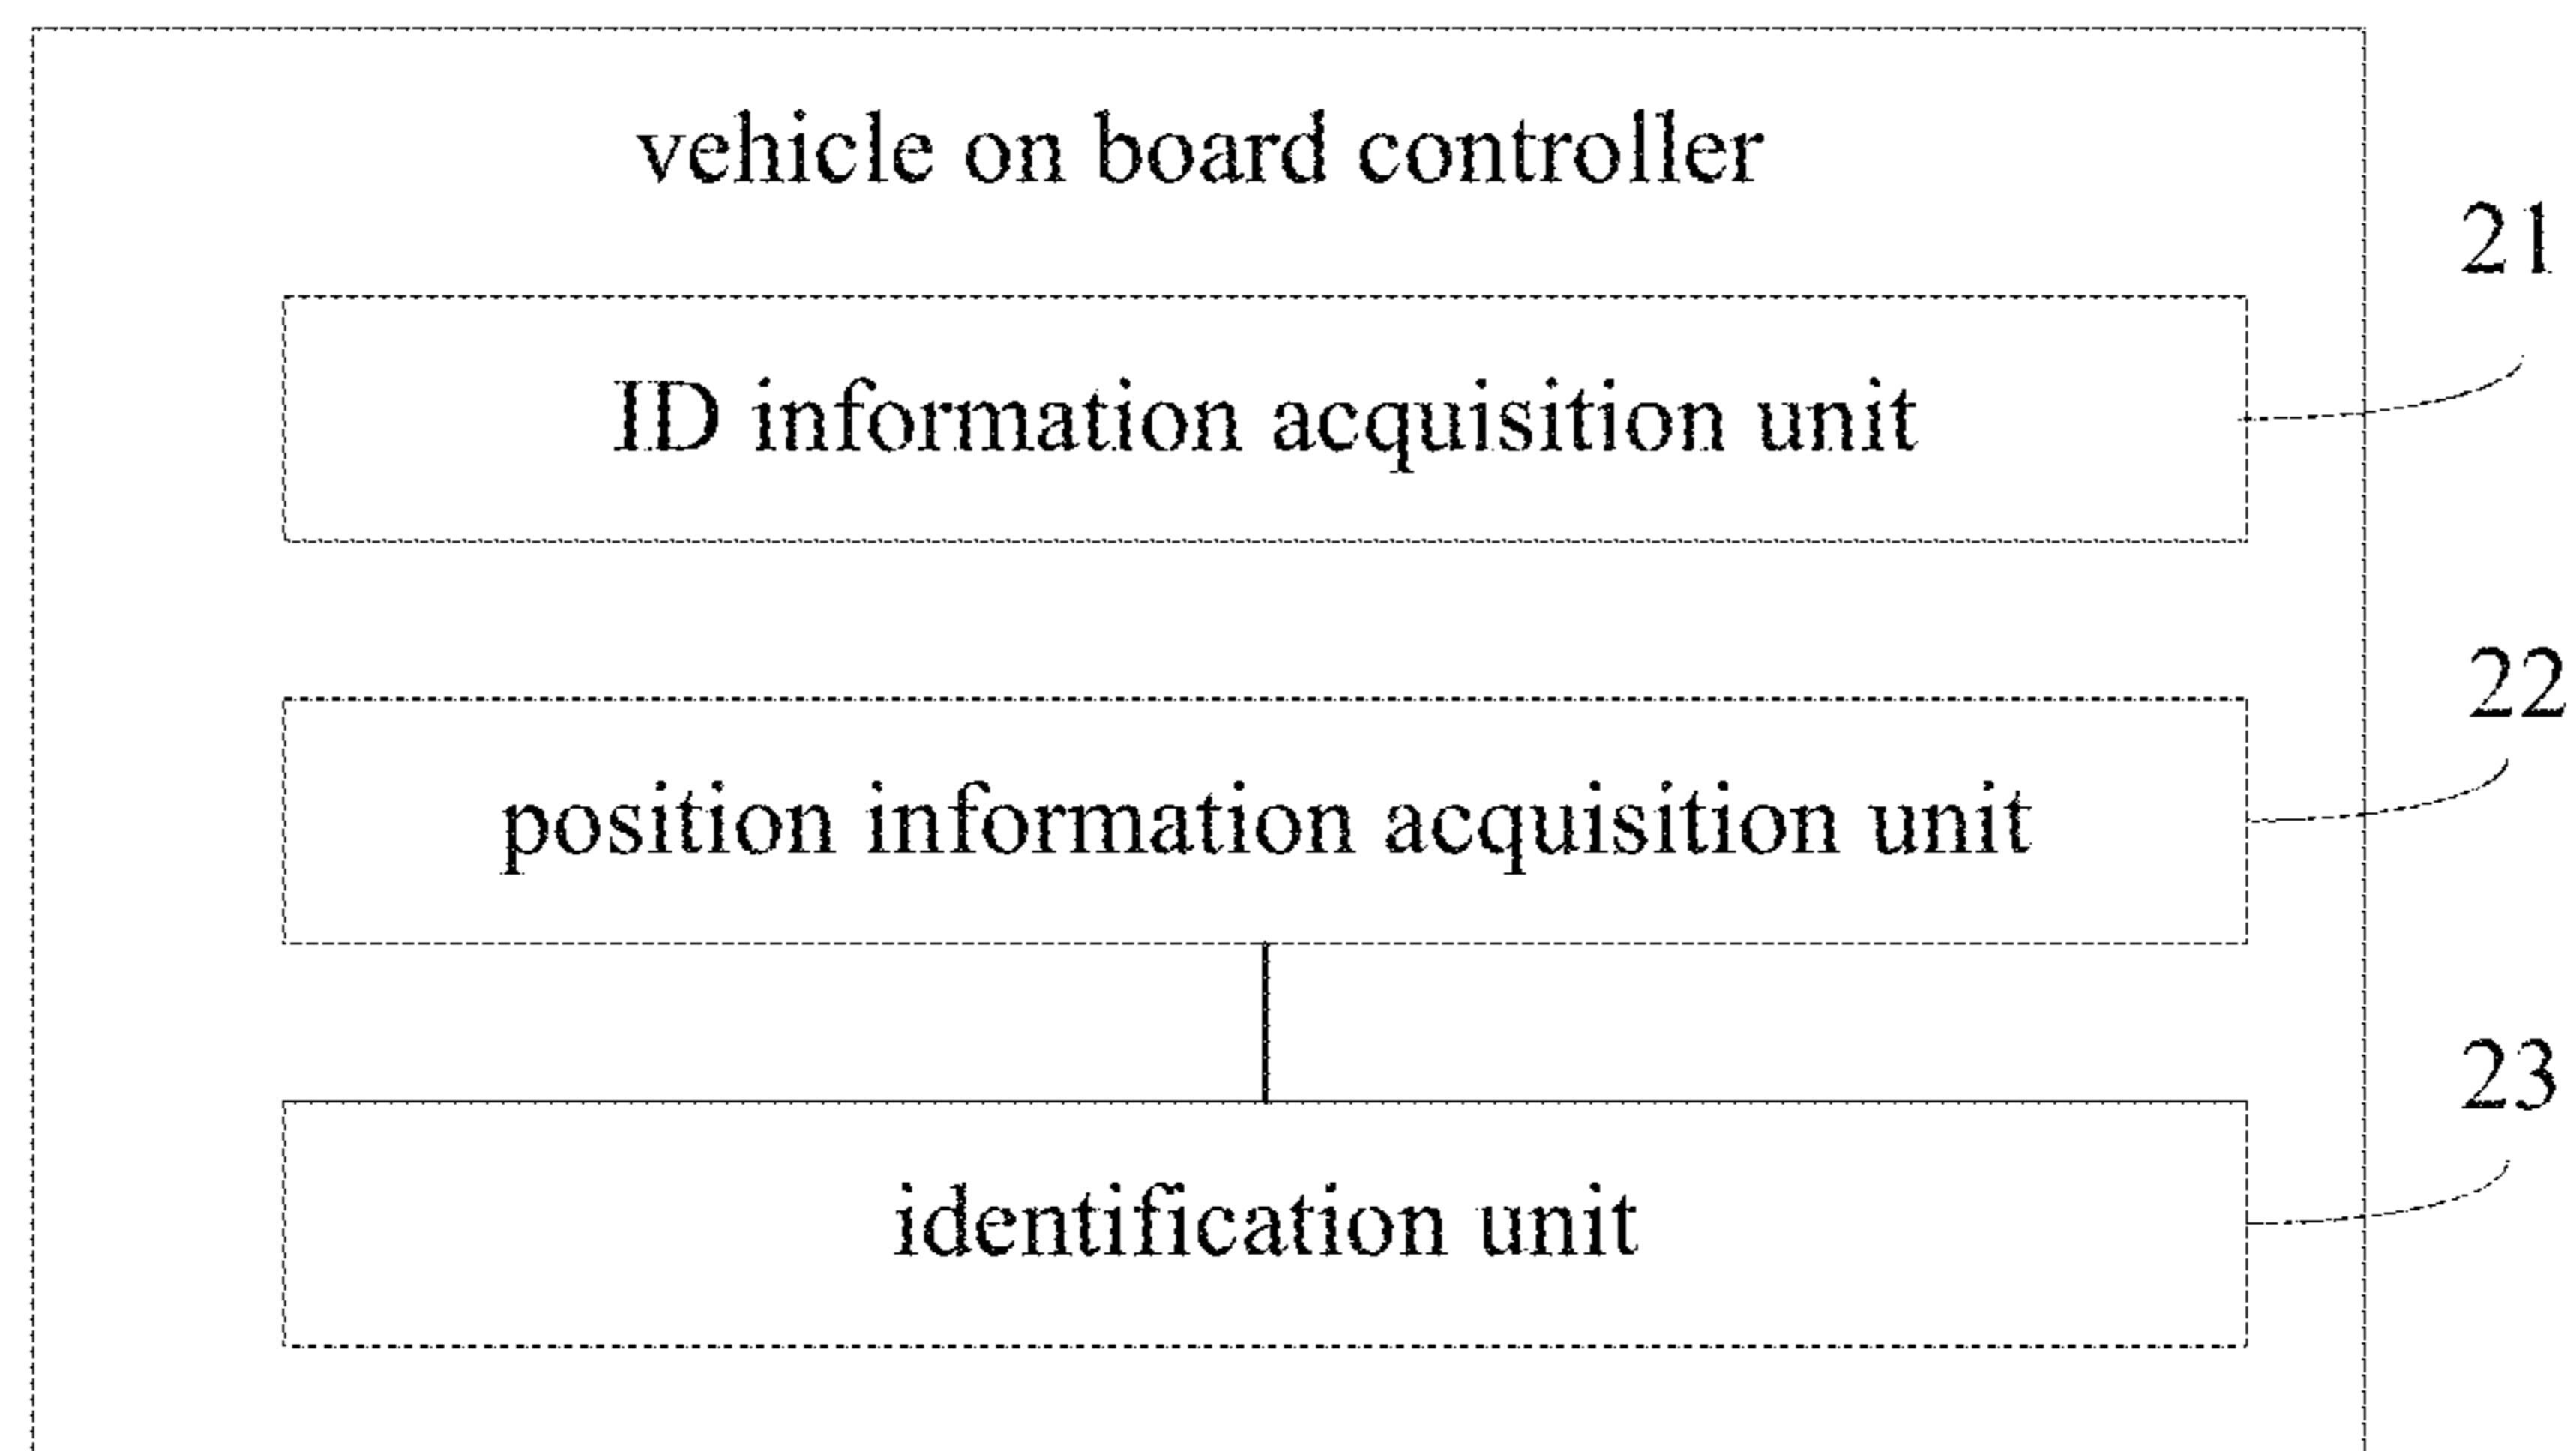 vehicle on board controller
21
ID information acquisition unit
22
position information acquisition unit
23
identification unit